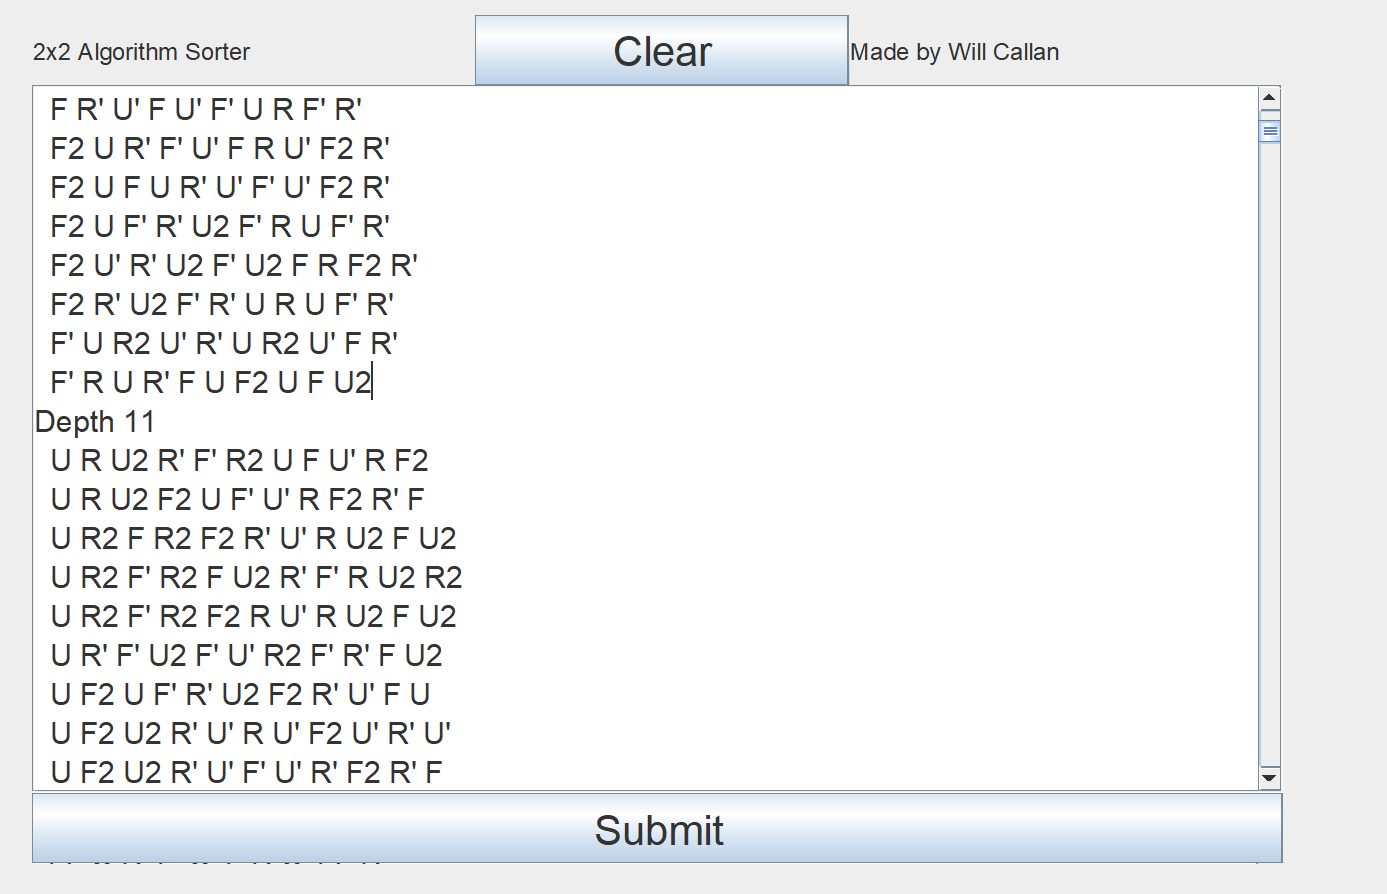 2x2 Algorithm Sorter
Clear
Made by Will Callan
F R' U' F U' F' U R F' R'
F2 U R' F' U' F R U' F2 R'
F2 U F U R' U' F' U' F2 R'
F2 U F' R' U2 F' R U F' R'
F2 U' R' U2 F' U2 F R F2 R'
F2 R' U2 F' R' U R U F' R'
F' U R2 U' R' U R2 U' F R'
F' R U R' F U F2 U F U2
Depth 11
U R U2 R' F' R2 U F U' R F2
U R U2 F2 U F' U' R F2 R' F
U R2 F R2 F2 R' U' R U2 F U2
U R2 F' R2 F U2 R' F' R U2 R2
U R2 F' R2 F2 R U' R U2 F U2
U R' F' U2 F' U' R2 F' R' F U2
U F2 U F' R' U2 F2 R' U' F U
U F2 U2 R' U' R U' F2 U' R' U'
U F2 U2 R' U' F' U' R' F2 R' F
Submit